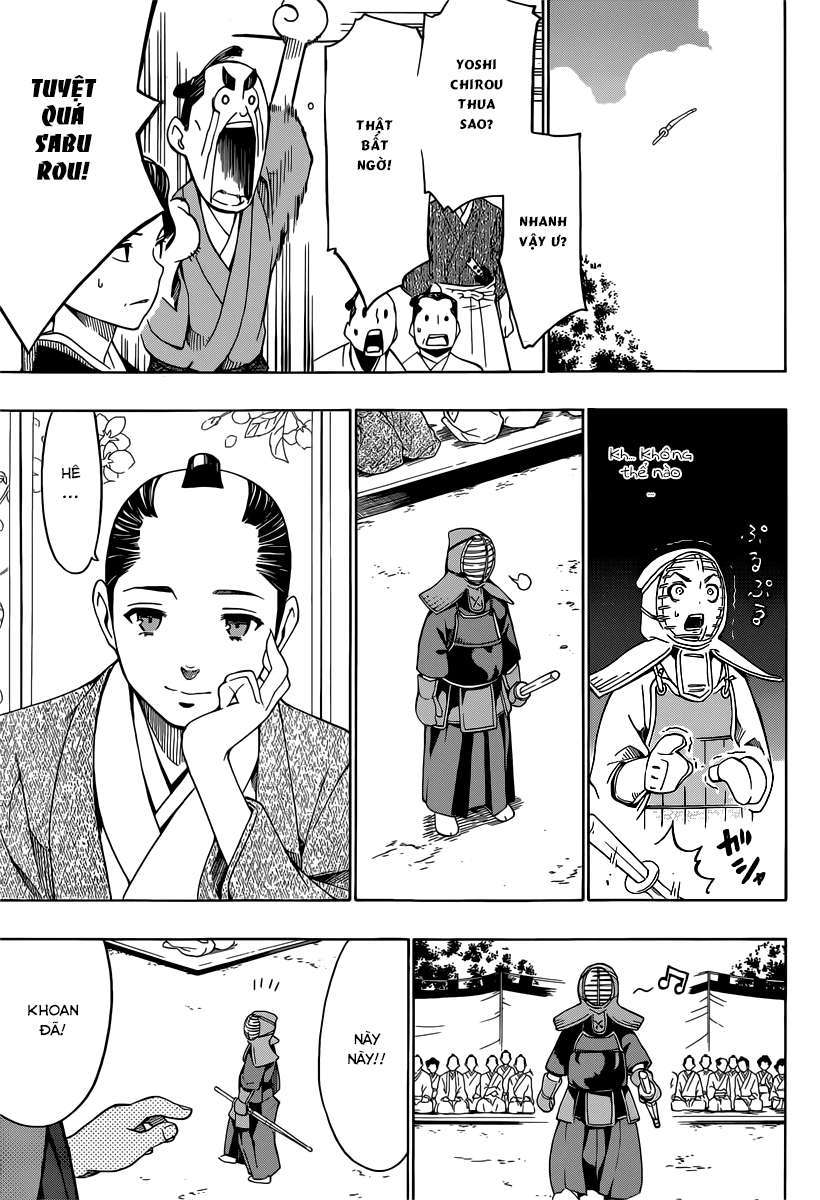 YOSHI
CHIROU
THUA
SAO?
THẬT
BẤT
NGỜ!
NHANH
VẬY Ư?
TUYỆT
QUÁ
SABU
ROU!
Kh... Không
thể nào
...
ぷるぷる
ガシャ
HÊ
...
NÀY
NÀY!!
KHOAN
ĐÃ!